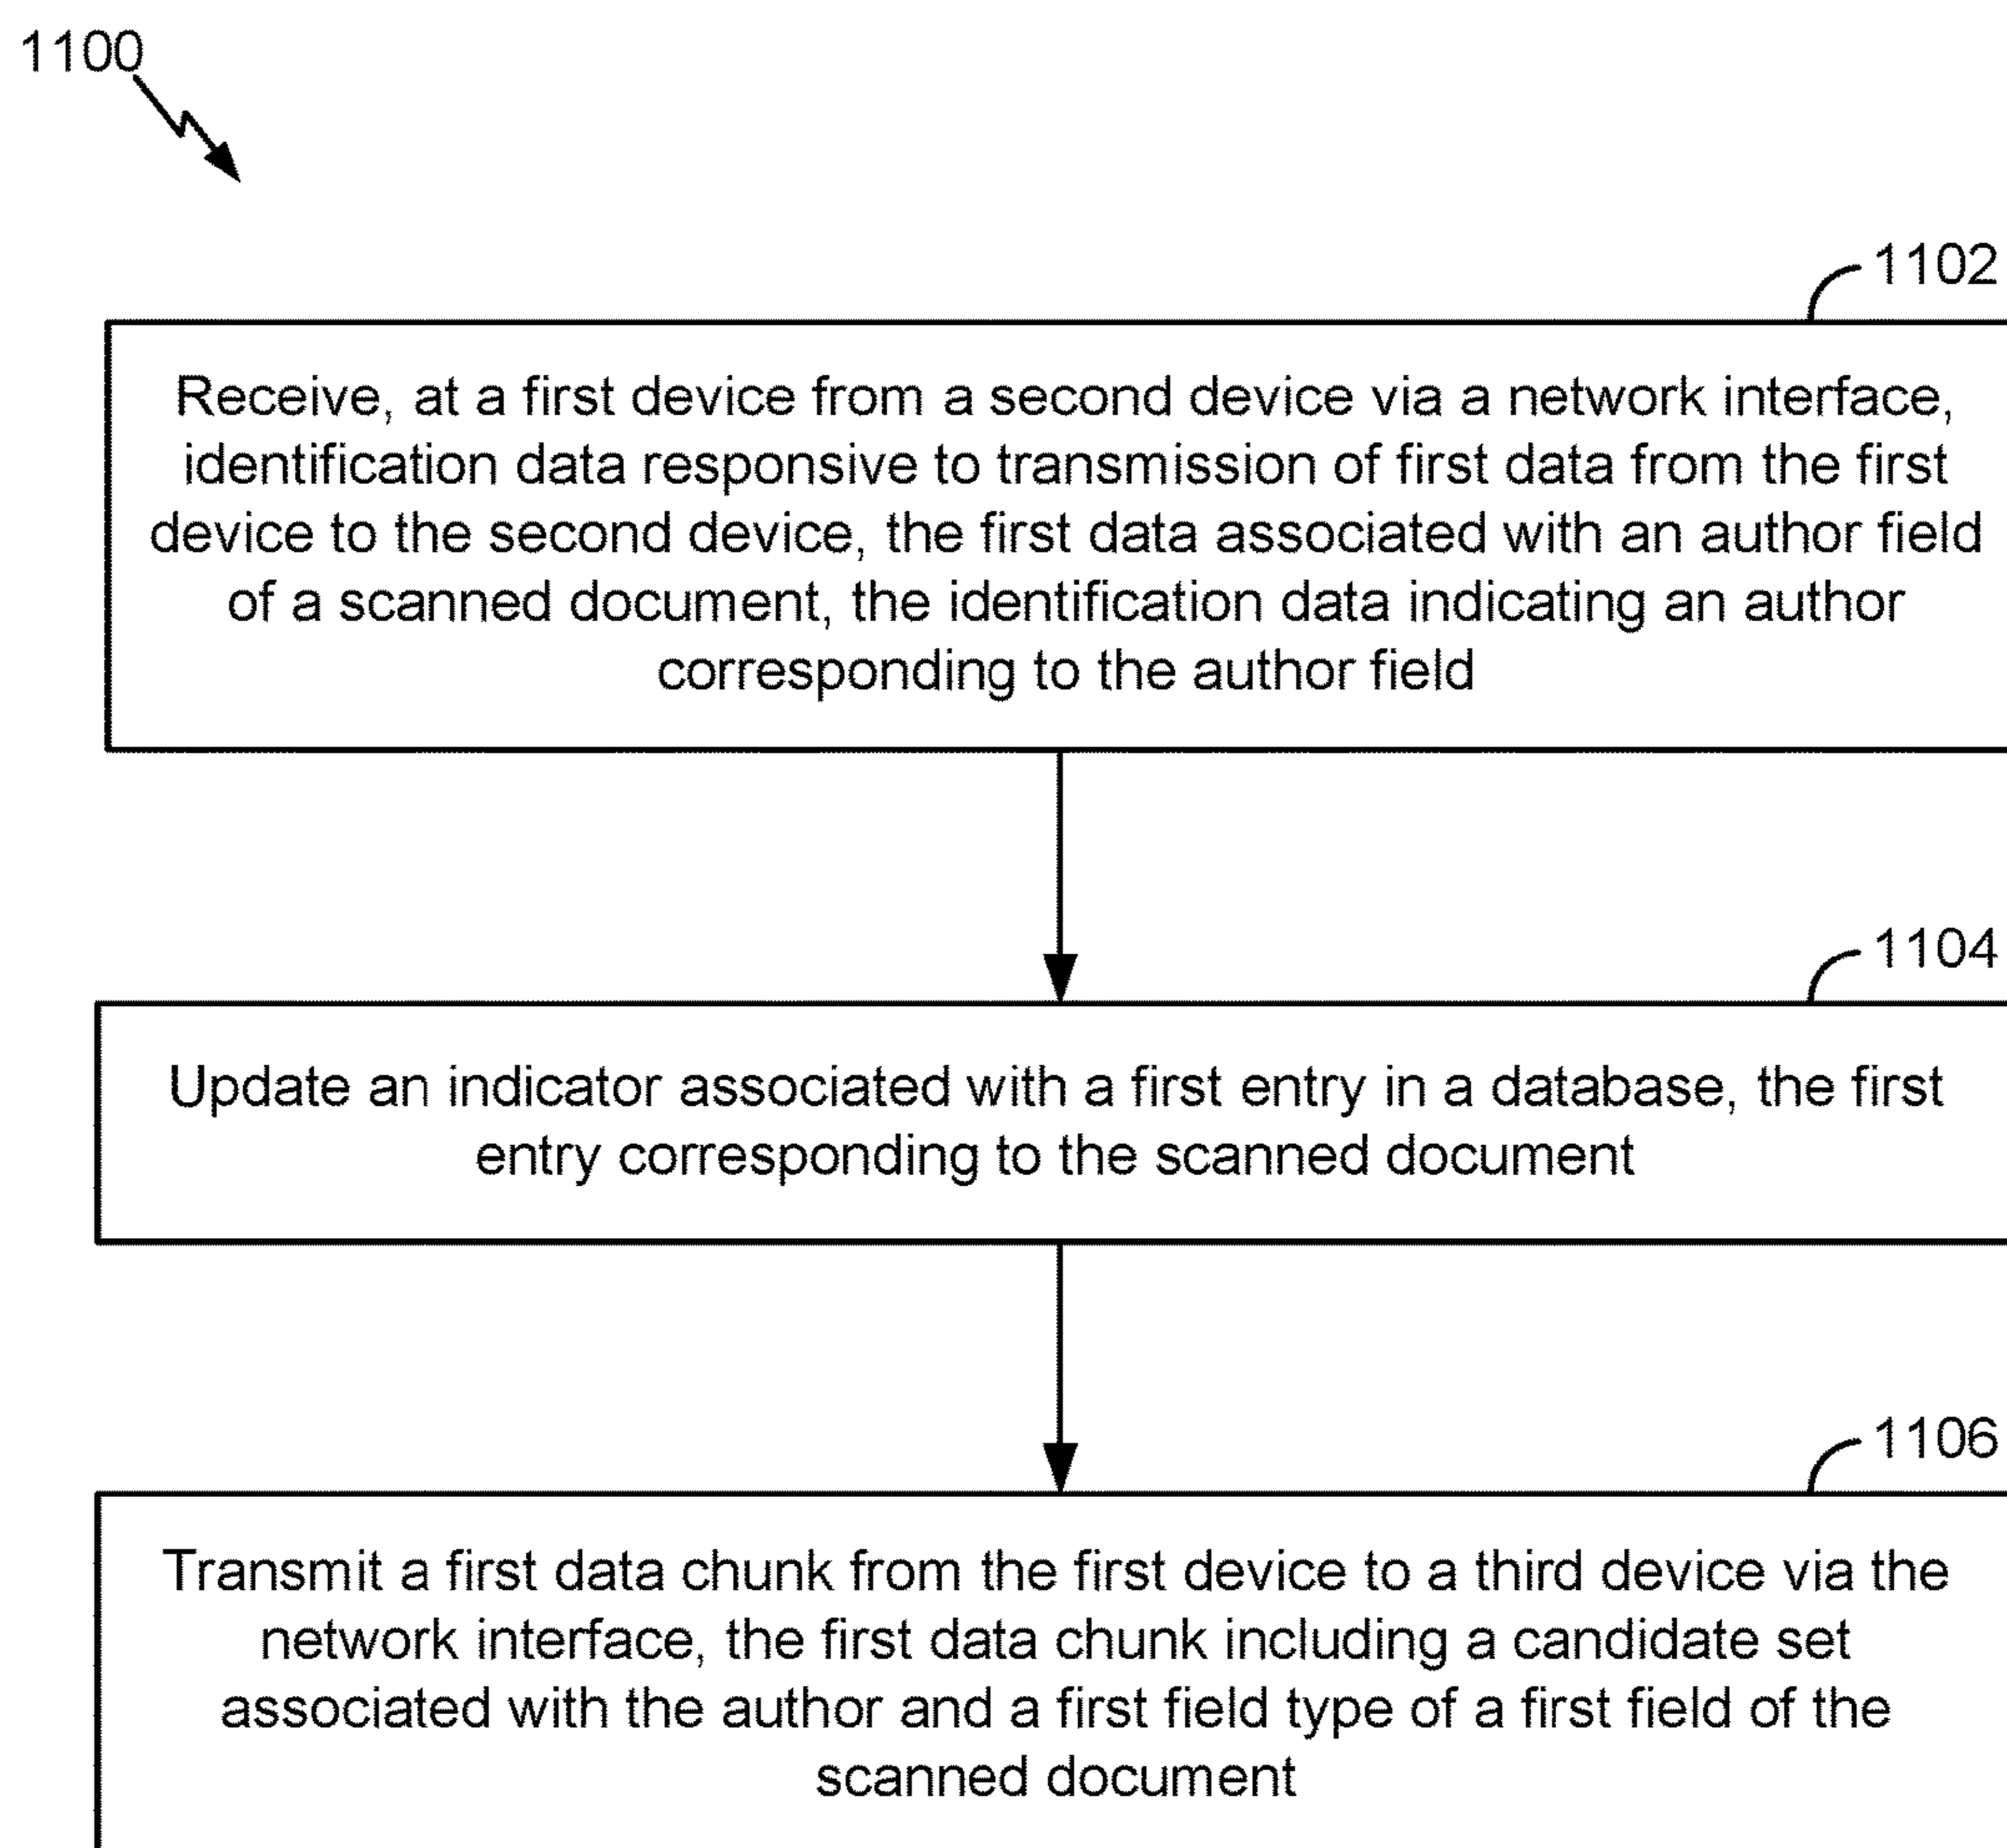 1100
1102
Receive, at a first device from a second device via a network interface,
identification data responsive to transmission of first data from the first
device to the second device, the first data associated with an author field
of a scanned document, the identification data indicating an author
corresponding to the author field
1104
Update an indicator associated with a first entry in a database, the first
entry corresponding to the scanned document
1106
Transmit a first data chunk from the first device to a third device via the
network interface, the first data chunk including a candidate set
associated with the author and a first field type of a first field of the
scanned document